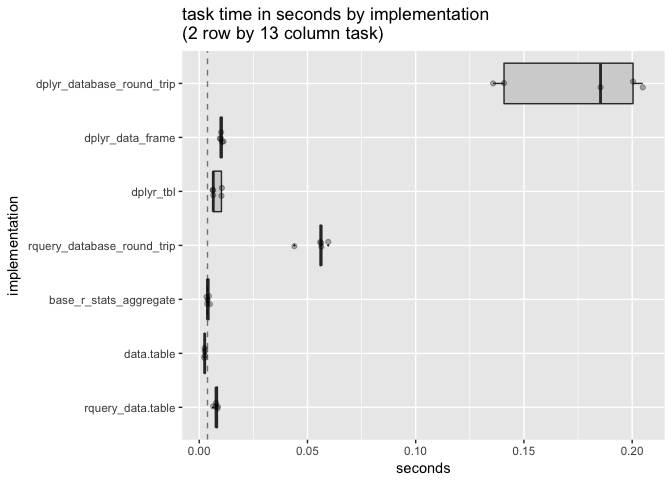 task time in seconds by implementation
(2 row by 13 column task)
dplyr_database_round_trip
dplyr_data_frame
dplyr_tbl
rquery_database_round_trip
base_r_stats_aggregate
data.table
rquery_data.table
implementation
0.00 0.05 0.10 0.15 0.20
seconds